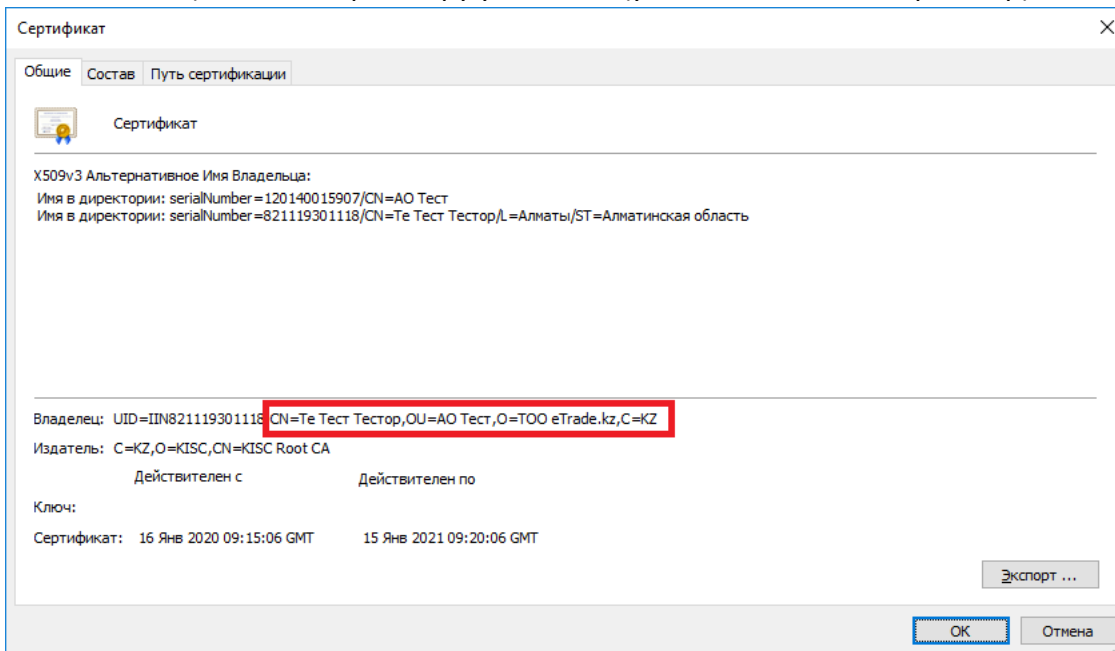 Сертификат
Общие Состав Путь сертификации
Сертификат
X509v3 Альтернативное Имя Владельца:
Имя в директории: serialNumber=120140015907/CN=АО Тест
Имя в директории: serialNumber=821119301118/CN=Те Тест Тестор/L=Алматы/ST=Алматинская область
Владелец: UID=IIN821119301118,CN=Те Тест Тестор,OU=АО Тест,O=ТОО eTrade.kz,C=KZ
Издатель: C=KZ,O=KISC,CN=KISC Root CA
Действителен с Действителен по
Ключ:
Сертификат: 16 Янв 2020 09:15:06 GMT 15 Янв 2021 09:20:06 GMT
Экспорт ...
OK Отмена